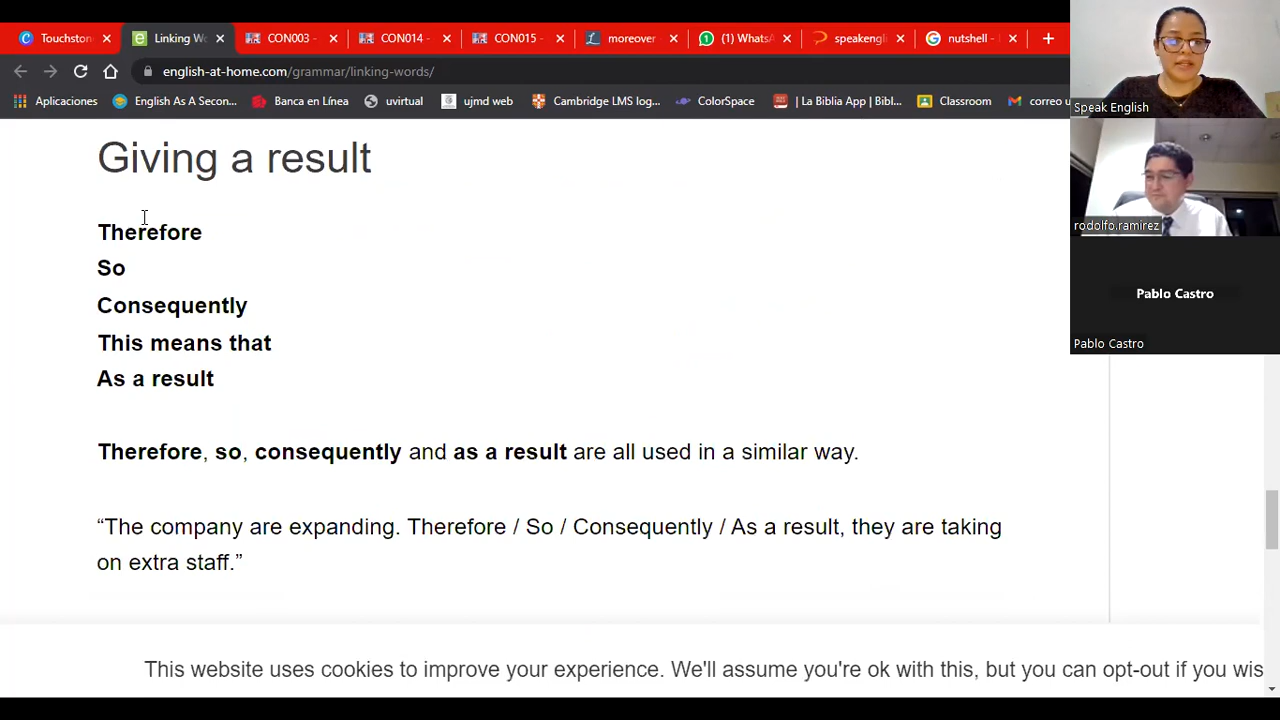 Touchstone
Linking Wo
CON003 -
CON014 -
CON015 -
moreover
(1) WhatsA
speakengli
nutshell -
english-at-home.com/grammar/linking-words/
Aplicaciones
English As A Secon...
Banca en Línea
uvirtual
ujmd web
Cambridge LMS log...
ColorSpace
| La Biblia App | Bibl...
Classroom
correo u
Speak English
rodolfo.ramirez
Pablo Castro
Pablo Castro
Giving a result
Therefore
So
Consequently
This means that
As a result
Therefore, so, consequently and as a result are all used in a similar way.
“The company are expanding. Therefore / So / Consequently / As a result, they are taking
on extra staff.”
This website uses cookies to improve your experience. We'll assume you're ok with this, but you can opt-out if you wis